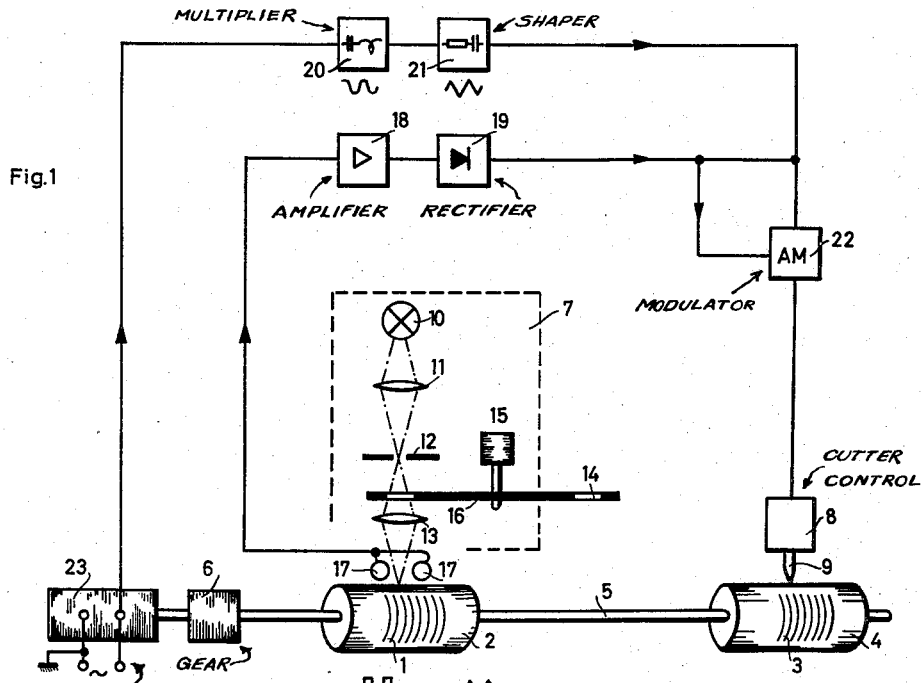 MULTIPLIER
SHAPER
20
21
18
19
Fig.1
AMPLIFIER
RECTIFIER
AM
22
MODULATOR
10
7
11
15
12
CUTTER
CONTROL
14
16
13
8
17
17
9
23
6
5
1
2
3
4
GEAR
~